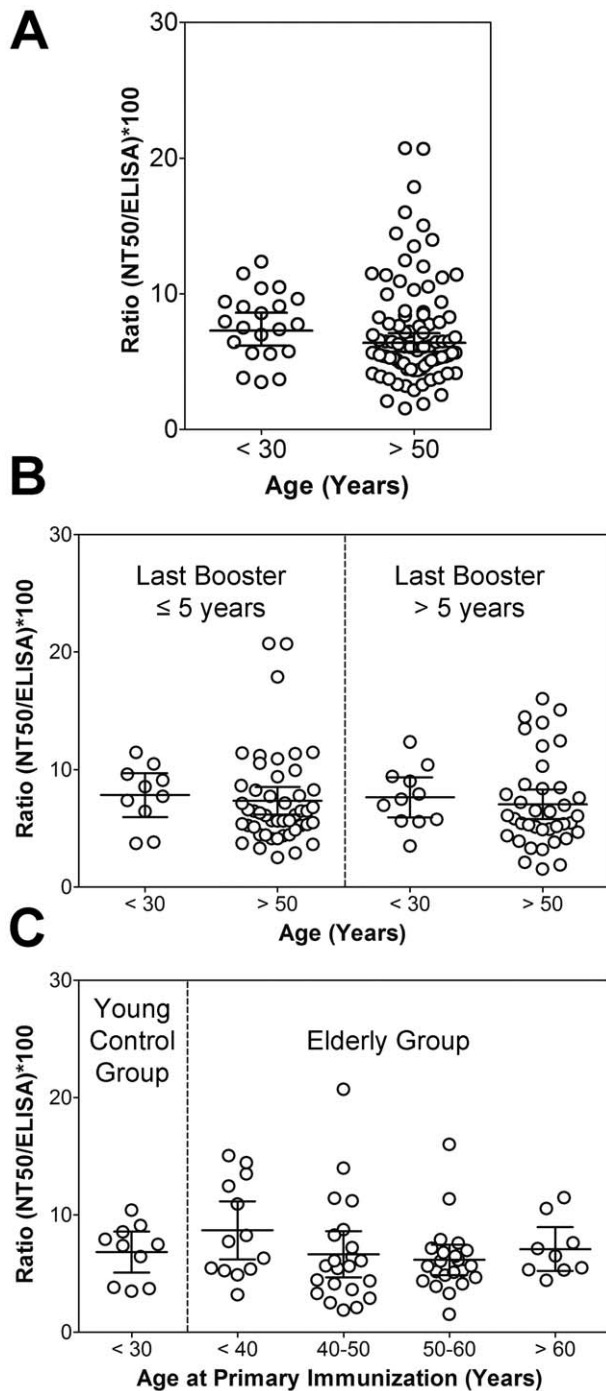 A
Ratio (NT50/ELISA)*100
30
20
10
0
< 30
> 50
Age (Years)
B
Ratio (NT50/ELISA)*100
30
20
10
0
Last Booster
≤ 5 years
Last Booster
> 5 years
< 30
> 50
< 30
> 50
Age (Years)
C
Ratio (NT50/ELISA)*100
30
20
10
0
Young
Control
Group
Elderly Group
< 30
< 40
40-50
50-60
> 60
Age at Primary Immunization (Years)